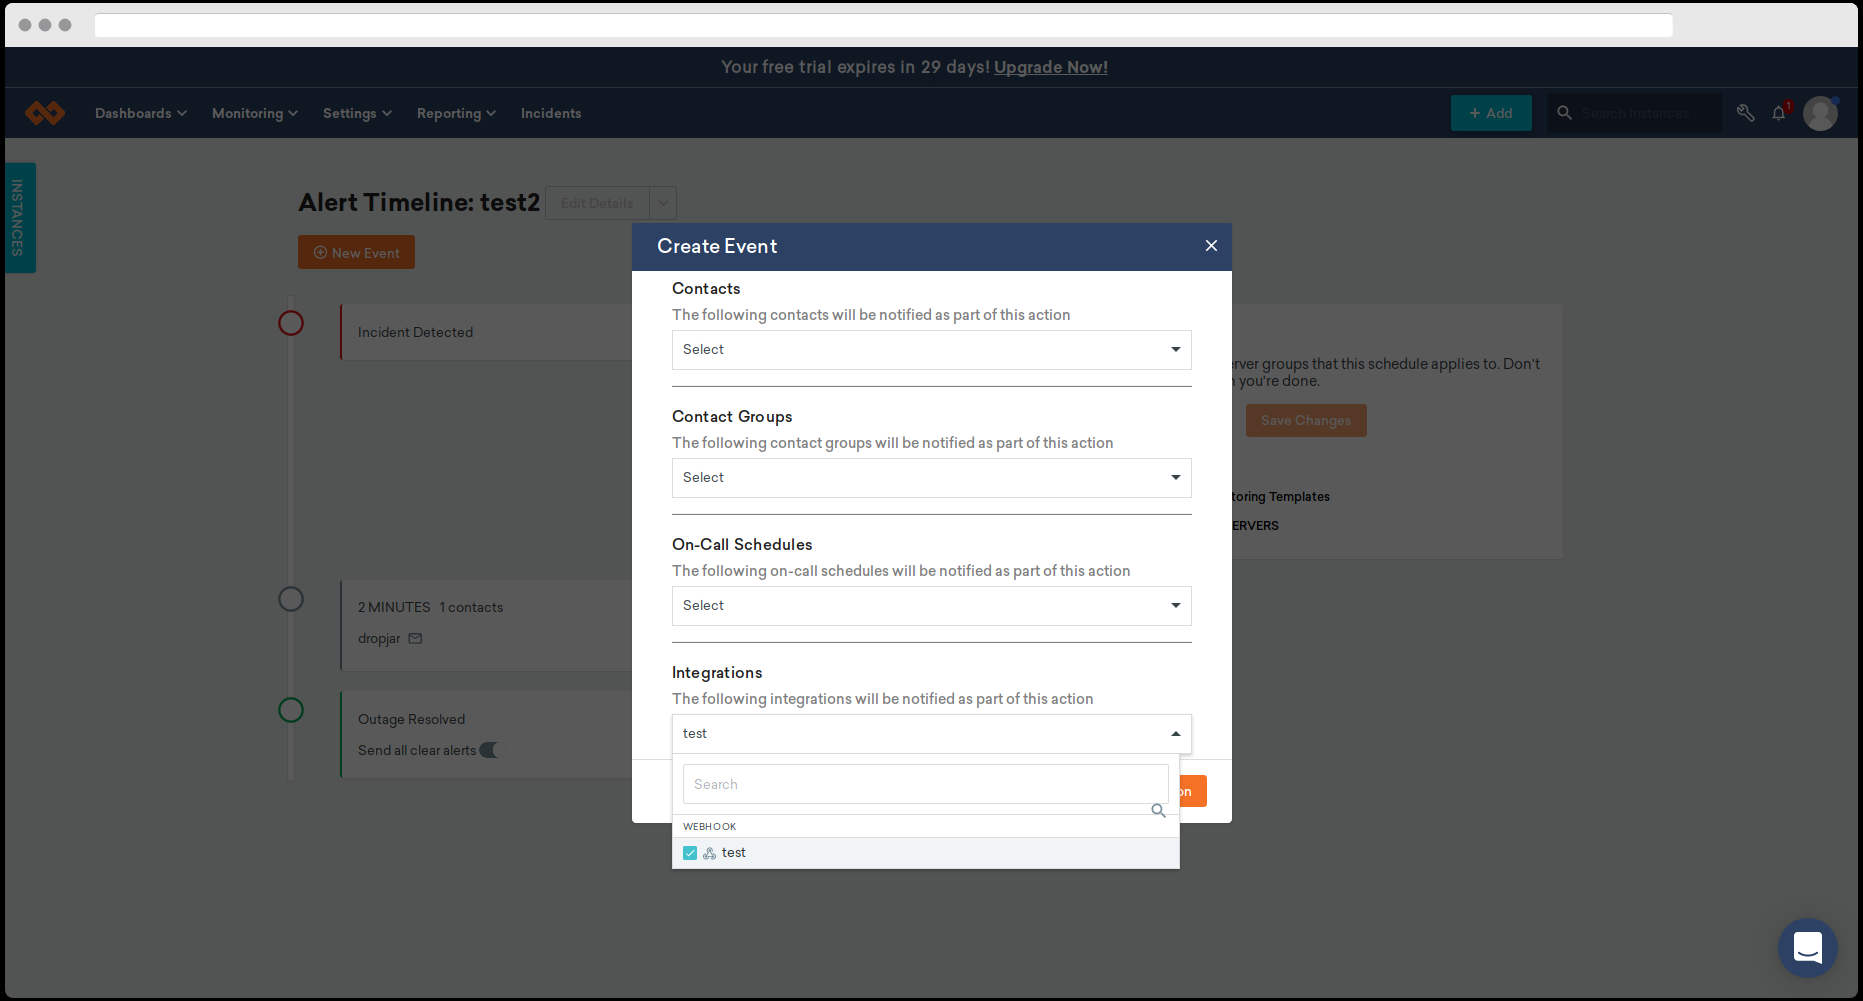 Your free trial expires in 29 days! Upgrade Now!
Dashboards
Monitoring
Settings
Reporting
Incidents
+ Add
Search Instances
1
INSTANCES
Alert Timeline: test2
Edit Details
New Event
Incident Detected
2 MINUTES 1 contacts
dropjar
Outage Resolved
Send all clear alerts
Create Event
Contacts
The following contacts will be notified as part of this action
Select
Contact Groups
The following contact groups will be notified as part of this action
Select
On-Call Schedules
The following on-call schedules will be notified as part of this action
Select
Integrations
The following integrations will be notified as part of this action
test
Search
WEBHOOK
test
on
groups that this schedule applies to. Don't
you're done.
Save Changes
Templates